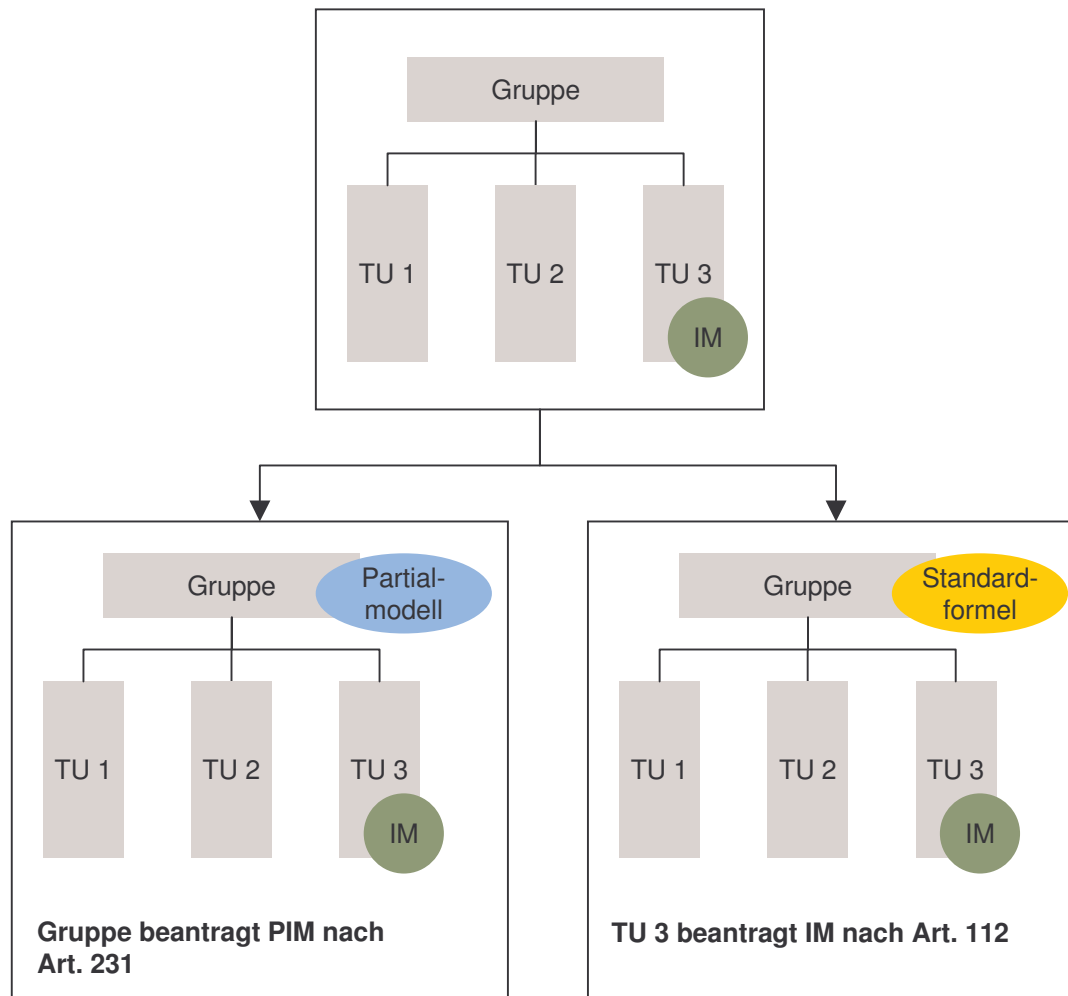 Gruppe
TU 1
TU 2
TU 3
IM
Gruppe
Partial-
modell
TU 1
TU 2
TU 3
IM
Gruppe beantragt PIM nach
Art. 231
Gruppe
Standard-
formel
TU 1
TU 2
TU 3
IM
TU 3 beantragt IM nach Art. 112